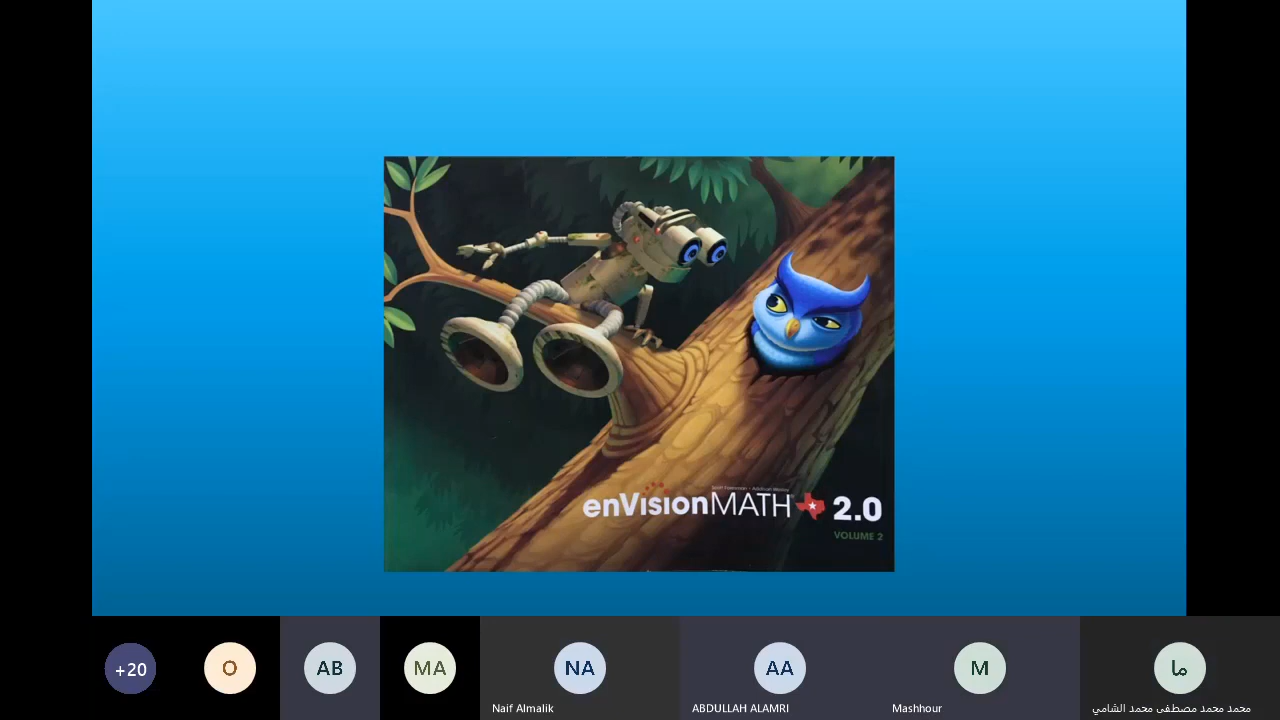 enVisionMATH 2.0
VOLUME 2
+20
O
AB
MA
NA
AA
M
ما
Naif Almalik
ABDULLAH ALAMRI
Mashhour
محمد محمد مصطفى محمد الشامي